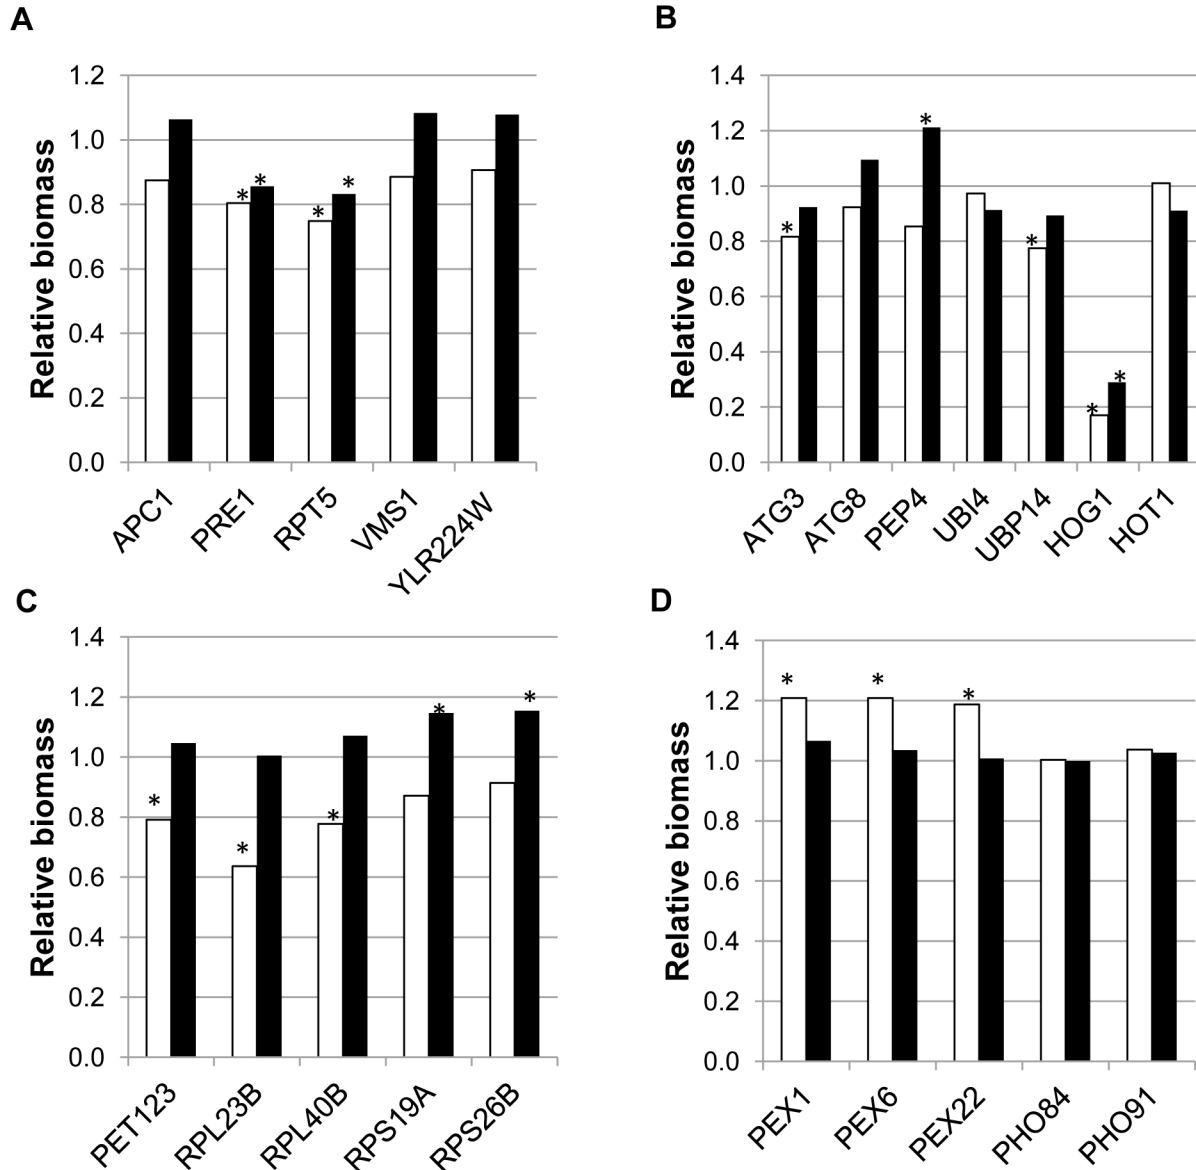 A
Relative biomass
1.2
1.0
0.8
0.6
0.4
0.2
0.0
* * * *
APC1 PRE1 RPT5 VMS1 YLR224W
B
Relative biomass
1.4
1.2
1.0
0.8
0.6
0.4
0.2
0.0
* * * * *
ATG3 ATG8 PEP4 UBI4 UBP14 HOG1 HOT1
C
Relative biomass
1.4
1.2
1.0
0.8
0.6
0.4
0.2
0.0
* * * * *
PET123 RPL23B RPL40B RPS19A RPS26B
D
Relative biomass
1.4
1.2
1.0
0.8
0.6
0.4
0.2
0.0
* * *
PEX1 PEX6 PEX22 PHO84 PHO91